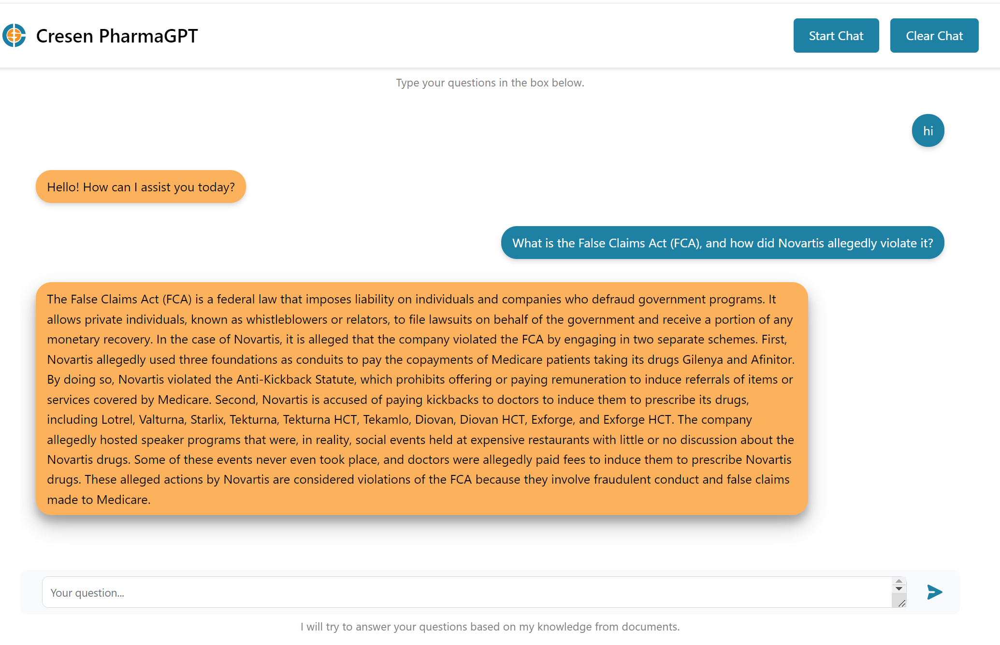 Cresen PharmaGPT
Start Chat
Clear Chat
Type your questions in the box below.
hi
Hello! How can I assist you today?
What is the False Claims Act (FCA), and how did Novartis allegedly violate it?
The False Claims Act (FCA) is a federal law that imposes liability on individuals and companies who defraud government programs. It
allows private individuals, known as whistleblowers or relators, to file lawsuits on behalf of the government and receive a portion of any
monetary recovery. In the case of Novartis, it is alleged that the company violated the FCA by engaging in two separate schemes. First,
Novartis allegedly used three foundations as conduits to pay the copayments of Medicare patients taking its drugs Gilenya and Afinitor.
By doing so, Novartis violated the Anti-Kickback Statute, which prohibits offering or paying remuneration to induce referrals of items or
services covered by Medicare. Second, Novartis is accused of paying kickbacks to doctors to induce them to prescribe its drugs,
including Lotrel, Valturna, Starlix, Tekturna, Tekturna HCT, Tekamlo, Diovan, Diovan HCT, Exforge, and Exforge HCT. The company
allegedly hosted speaker programs that were, in reality, social events held at expensive restaurants with little or no discussion about the
Novartis drugs. Some of these events never even took place, and doctors were allegedly paid fees to induce them to prescribe Novartis
drugs. These alleged actions by Novartis are considered violations of the FCA because they involve fraudulent conduct and false claims
made to Medicare.
Your question...
I will try to answer your questions based on my knowledge from documents.